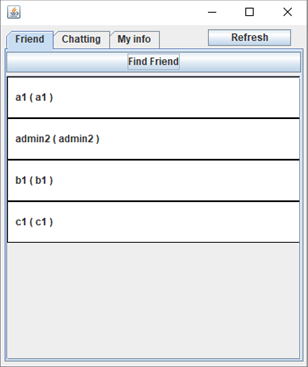 Friend Chatting My info Refresh
Find Friend
a1 ( a1 )
admin2 ( admin2 )
b1 ( b1 )
c1 ( c1 )